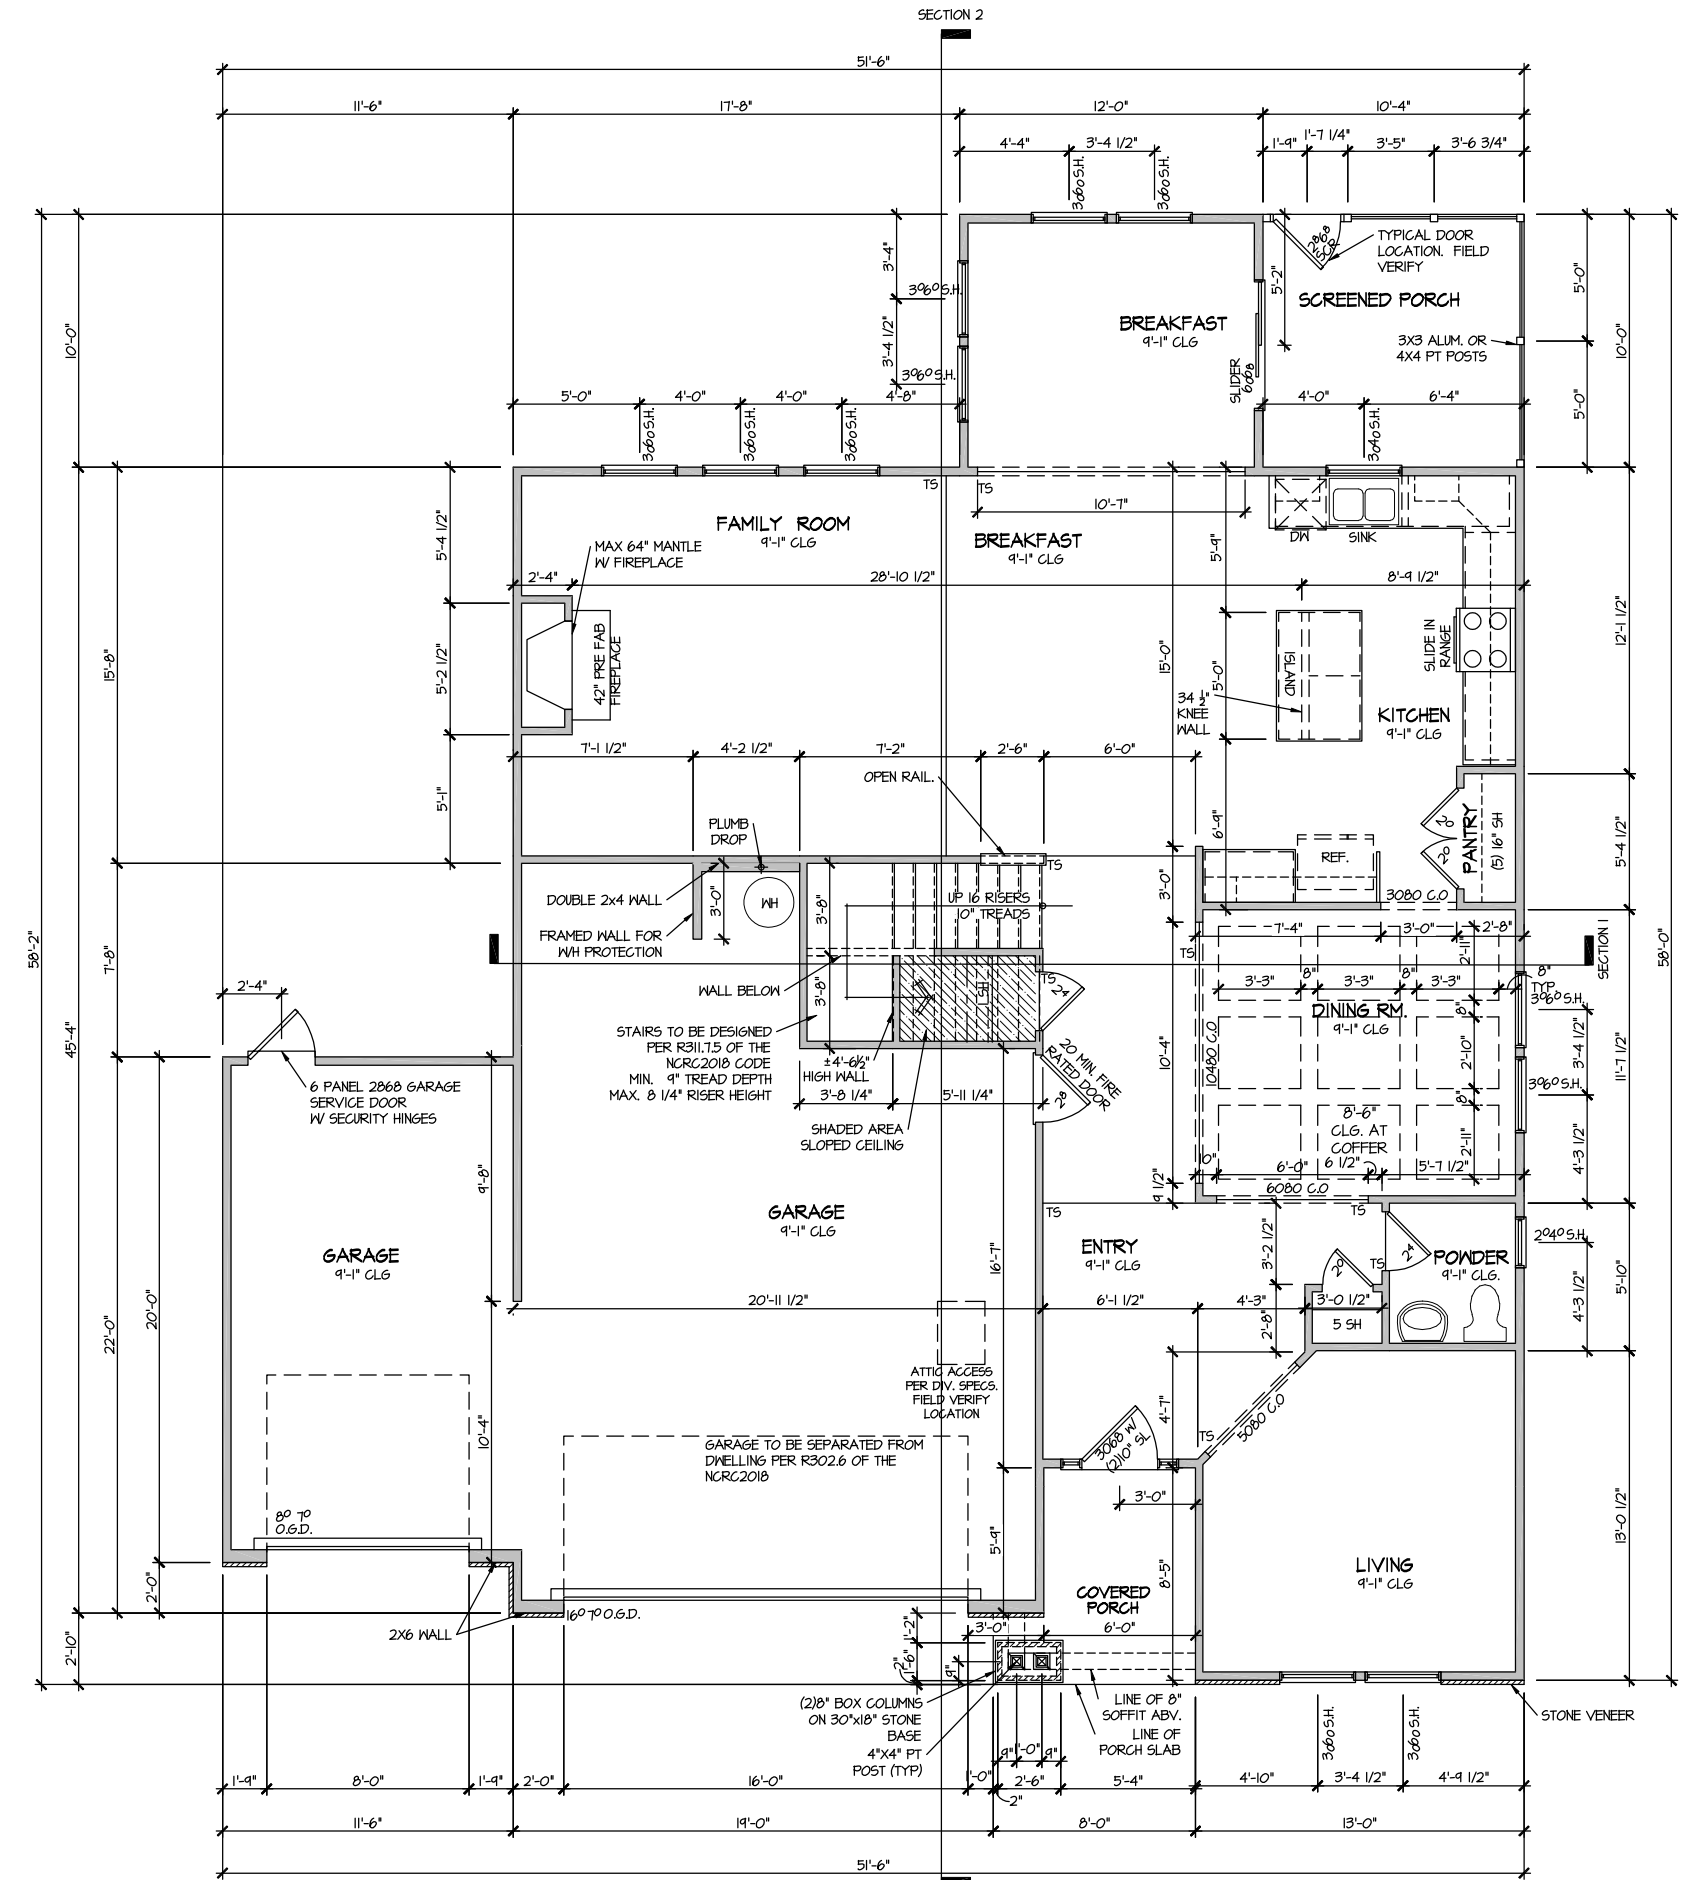 SECTION 2
51'-6"
11'-6"
17'-8"
12'-0"
10'-4"
4'-4"
3'-4 1/2"
1'-9"
1'-7 1/4"
3'-5"
3'-6 3/4"
3060 S.H.
3060 S.H.
2868
SCR.
TYPICAL DOOR
LOCATION. FIELD
VERIFY
3'-4"
3060 S.H.
3'-4 1/2"
3060 S.H.
5'-2"
SCREENED PORCH
5'-0"
10'-0"
10'-0"
BREAKFAST
9'-1" CLG
3X3 ALUM. OR
4X4 PT POSTS
SLIDER
6068
5'-0"
5'-0"
4'-0"
4'-0"
4'-8"
4'-0"
6'-4"
3060 S.H.
3060 S.H.
3060 S.H.
3040 S.H.
TS
TS
10'-7"
FAMILY ROOM
9'-1" CLG
BREAKFAST
9'-1" CLG
DW
SINK
5'-4 1/2"
5'-9"
MAX 64" MANTLE
W/ FIREPLACE
2'-4"
28'-10 1/2"
8'-9 1/2"
12'-1 1/2"
SLIDE IN
RANGE
15'-8"
5'-2 1/2"
42" PRE FAB
FIREPLACE
15'-0"
5'-0"
ISLAND
34 1/2"
KNEE
WALL
KITCHEN
9'-1" CLG
7'-1 1/2"
4'-2 1/2"
7'-2"
2'-6"
6'-0"
OPEN RAIL.
5'-1"
6'-9"
PLUMB
DROP
PANTRY
(5) 16" SH
20
20
5'-4 1/2"
TS
REF.
DOUBLE 2x4 WALL
3'-0"
WH
3'-8"
UP 16 RISERS
10" TREADS
3'-0"
3080 C.O
FRAMED WALL FOR
W/H PROTECTION
7'-4"
3'-0"
2'-8"
58'-2"
7'-8"
2'-11"
TS
SECTION 1
58'-0"
WALL BELOW
3'-8"
1 SH
TS
24
3'-3"
8"
3'-3"
8"
3'-3"
8"
TYP.
3060 S.H.
2'-4"
DINING RM.
9'-1" CLG
8"
STAIRS TO BE DESIGNED
PER R311.7.5 OF THE
NCRC2018 CODE
MIN. 9" TREAD DEPTH
MAX. 8 1/4" RISER HEIGHT
±4'-6 1/2"
HIGH WALL
20 MIN. FIRE
RATED DOOR
28
45'-4"
10'-4"
10480 C.O
2'-10"
3'-4 1/2"
11'-7 1/2"
6 PANEL 2868 GARAGE
SERVICE DOOR
W/ SECURITY HINGES
3'-8 1/4"
5'-11 1/4"
3060 S.H.
8"
SHADED AREA
SLOPED CEILING
8'-6"
CLG. AT
COFFER
2'-11"
4'-3 1/2"
10"
6'-0"
6 1/2"
5'-7 1/2"
9'-8"
9 1/2"
6080 C.O
GARAGE
9'-1" CLG
TS
TS
GARAGE
9'-1" CLG
16'-7"
ENTRY
9'-1" CLG
3'-2 1/2"
20
TS
24
POWDER
9'-1" CLG.
2040 S.H.
5'-10"
20'-0"
22'-0"
20'-11 1/2"
6'-1 1/2"
4'-3"
3'-0 1/2"
2'-8"
5 SH
4'-3 1/2"
ATTIC ACCESS
PER DIV. SPECS.
FIELD VERIFY
LOCATION
10'-4"
4'-7"
TS
5080 C.O
3068 W/
(2)10" SL
GARAGE TO BE SEPARATED FROM
DWELLING PER R302.6 OF THE
NCRC2018
3'-0"
80 70
O.G.D.
5'-9"
13'-0 1/2"
LIVING
9'-1" CLG
8'-5"
COVERED
PORCH
2'-0"
2X6 WALL
160 70 O.G.D.
2'-10"
1'-2"
3'-0"
6'-0"
2"
1'-6"
9"
(2)8" BOX COLUMNS
ON 30"x18" STONE
BASE
4"X4" PT
POST (TYP)
LINE OF 8"
SOFFIT ABV.
LINE OF
PORCH SLAB
STONE VENEER
3060 S.H.
3060 S.H.
9"
1'-0"
9"
1'-9"
8'-0"
1'-9"
2'-0"
16'-0"
1'-0"
2'-6"
2"
5'-4"
4'-10"
3'-4 1/2"
4'-9 1/2"
11'-6"
19'-0"
8'-0"
13'-0"
51'-6"